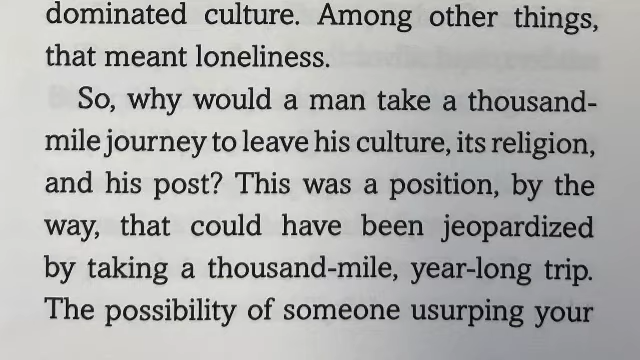 dominated culture. Among other things,
that meant loneliness.
So, why would a man take a thousand-
mile journey to leave his culture, its religion,
and his post? This was a position, by the
way, that could have been jeopardized
by taking a thousand-mile, year-long trip.
The possibility of someone usurping your